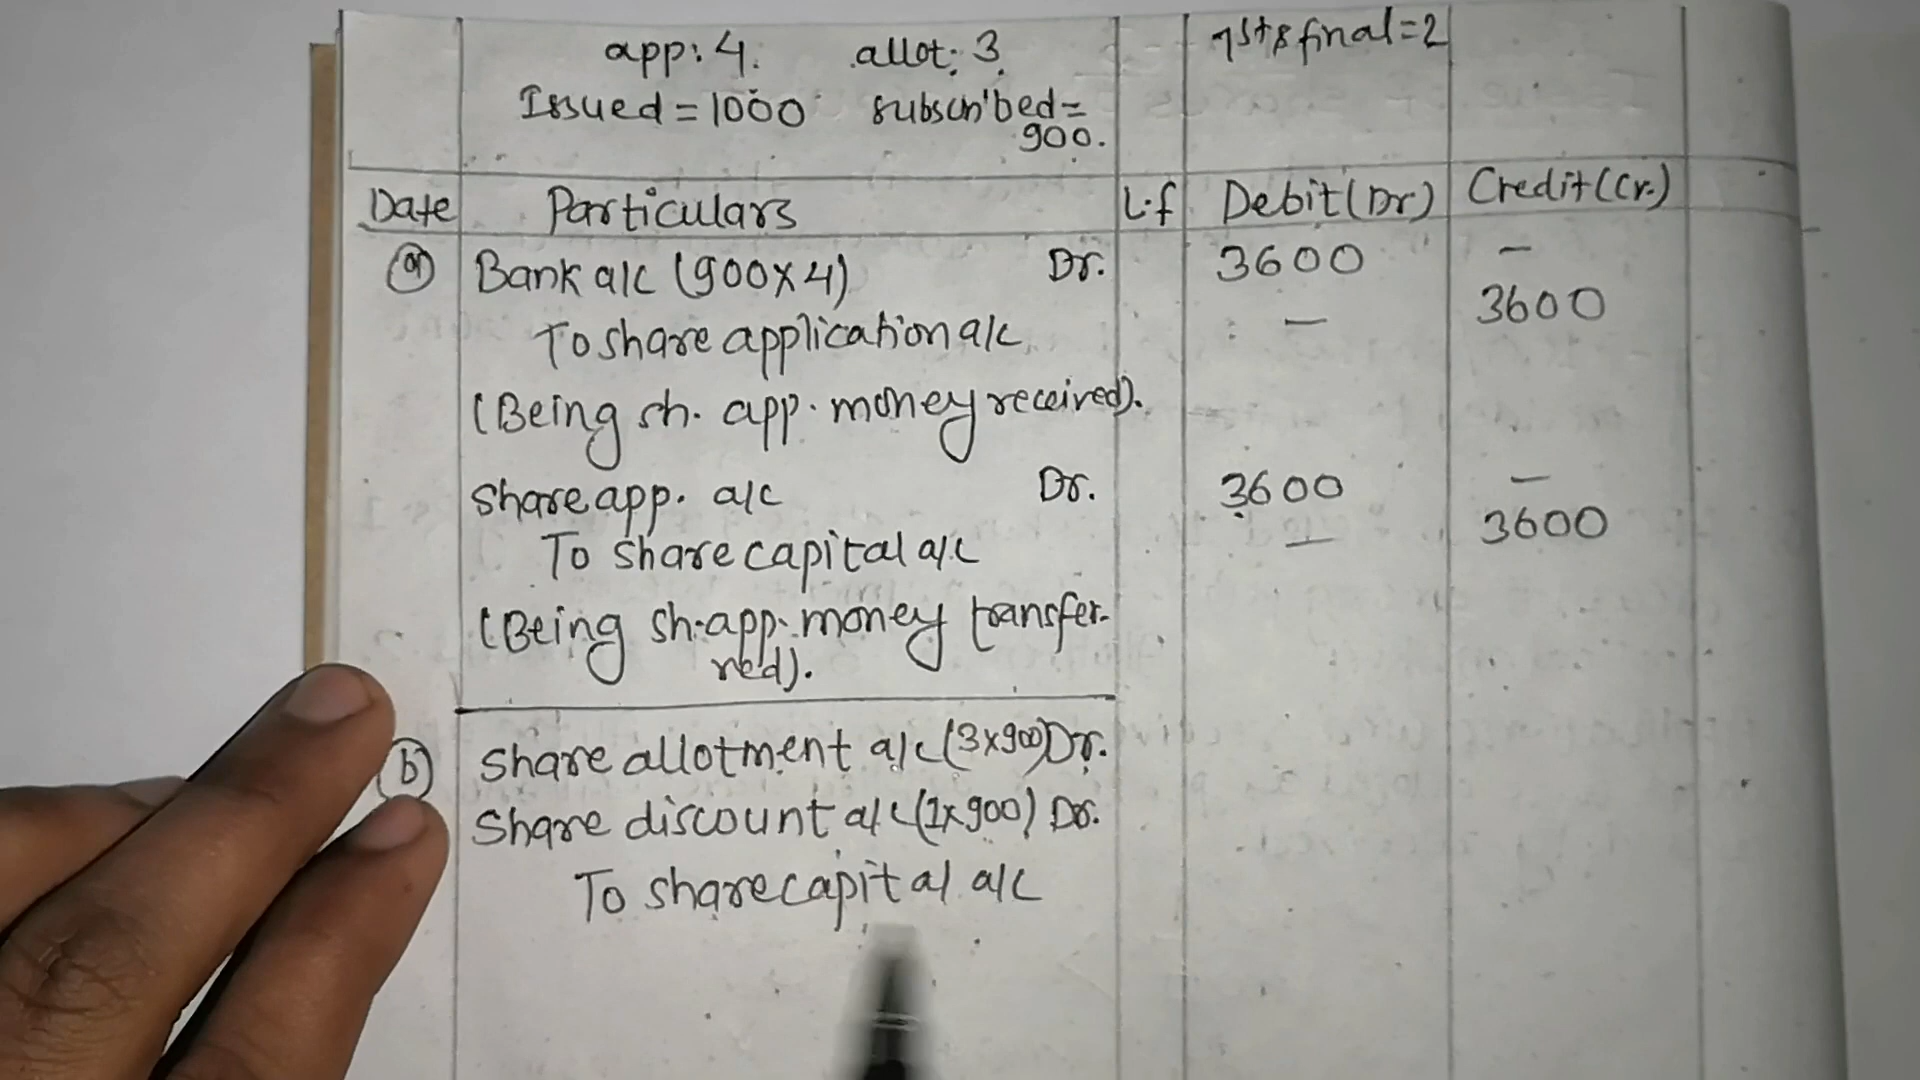 app: 4. allot: 3. 1st & final = 2
Issued = 1000 subscribed =
900.
Date Particulars L.f Debit (Dr) Credit (Cr.)
(a) Bank a/c (900×4) Dr. 3600 —
To share application a/c — 3600
(Being sh. app. money received).
share app. a/c Dr. 3600 —
To share capital a/c — 3600
(Being sh. app. money transfer-
red).
(b) share allotment a/c (3×900) Dr.
Share discount a/c (1×900) Dr.
To share capital a/c